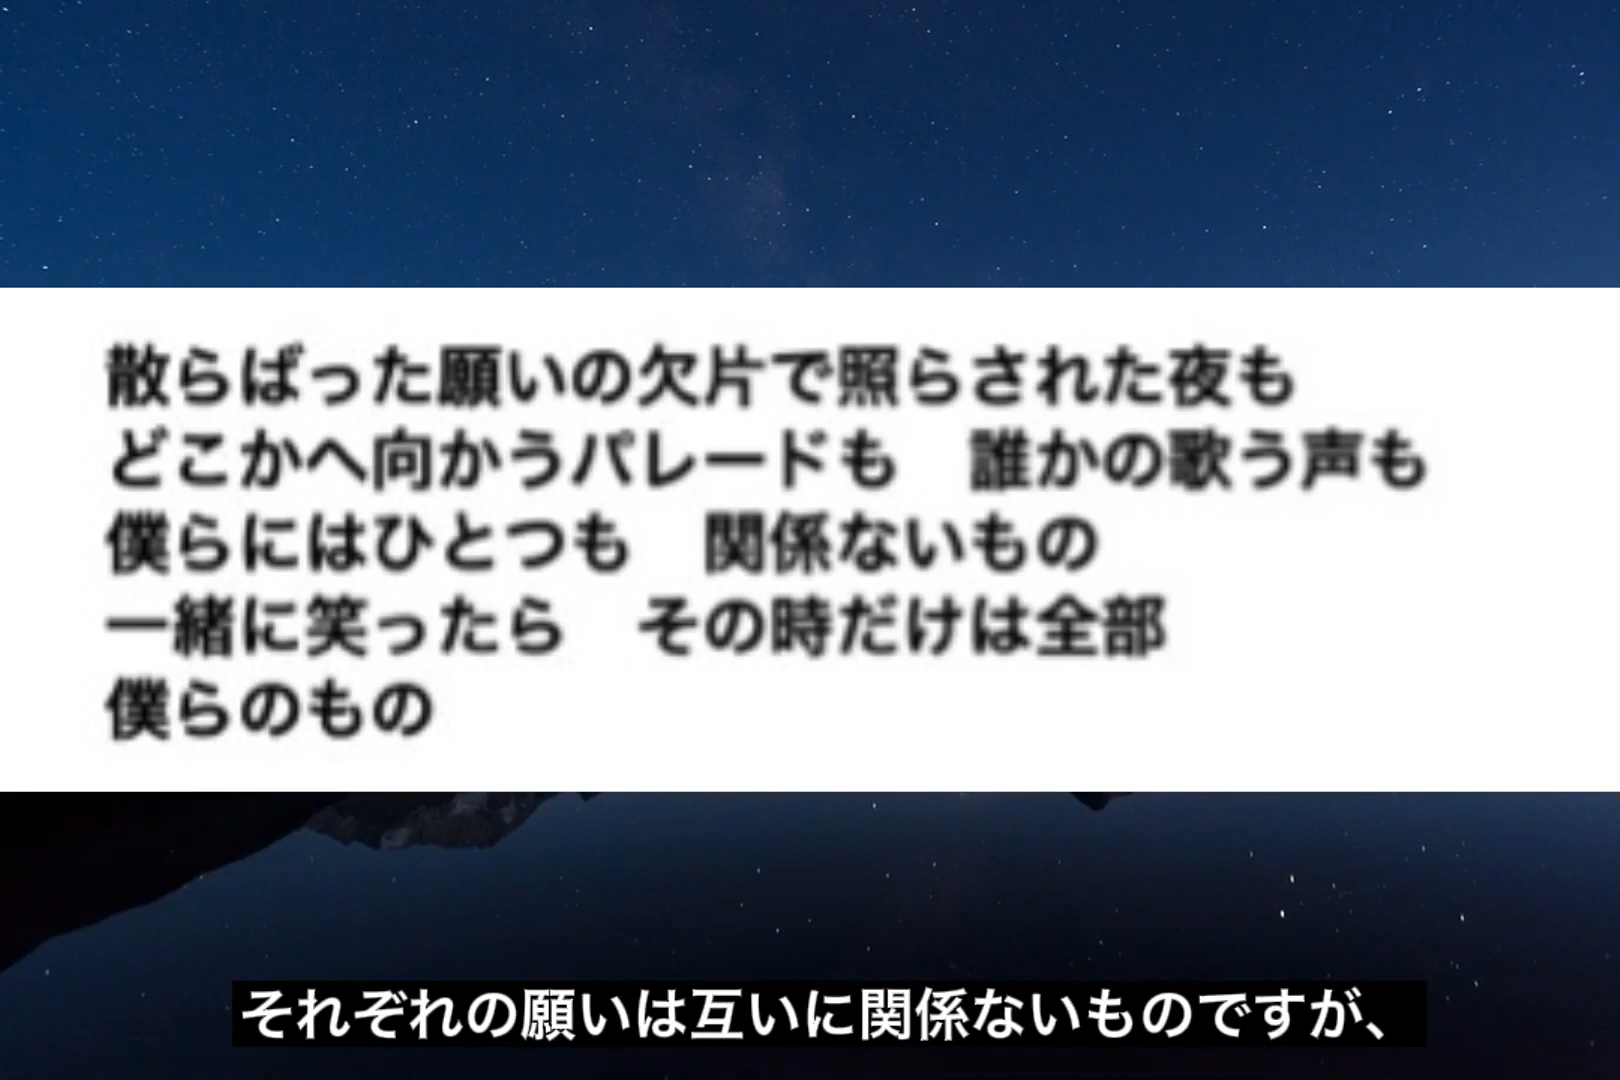 散らばった願いの欠片で照らされた夜も
どこかへ向かうパレードも　誰かの歌う声も
僕らにはひとつも　関係ないもの
一緒に笑ったら　その時だけは全部
僕らのもの
それぞれの願いは互いに関係ないものですが、